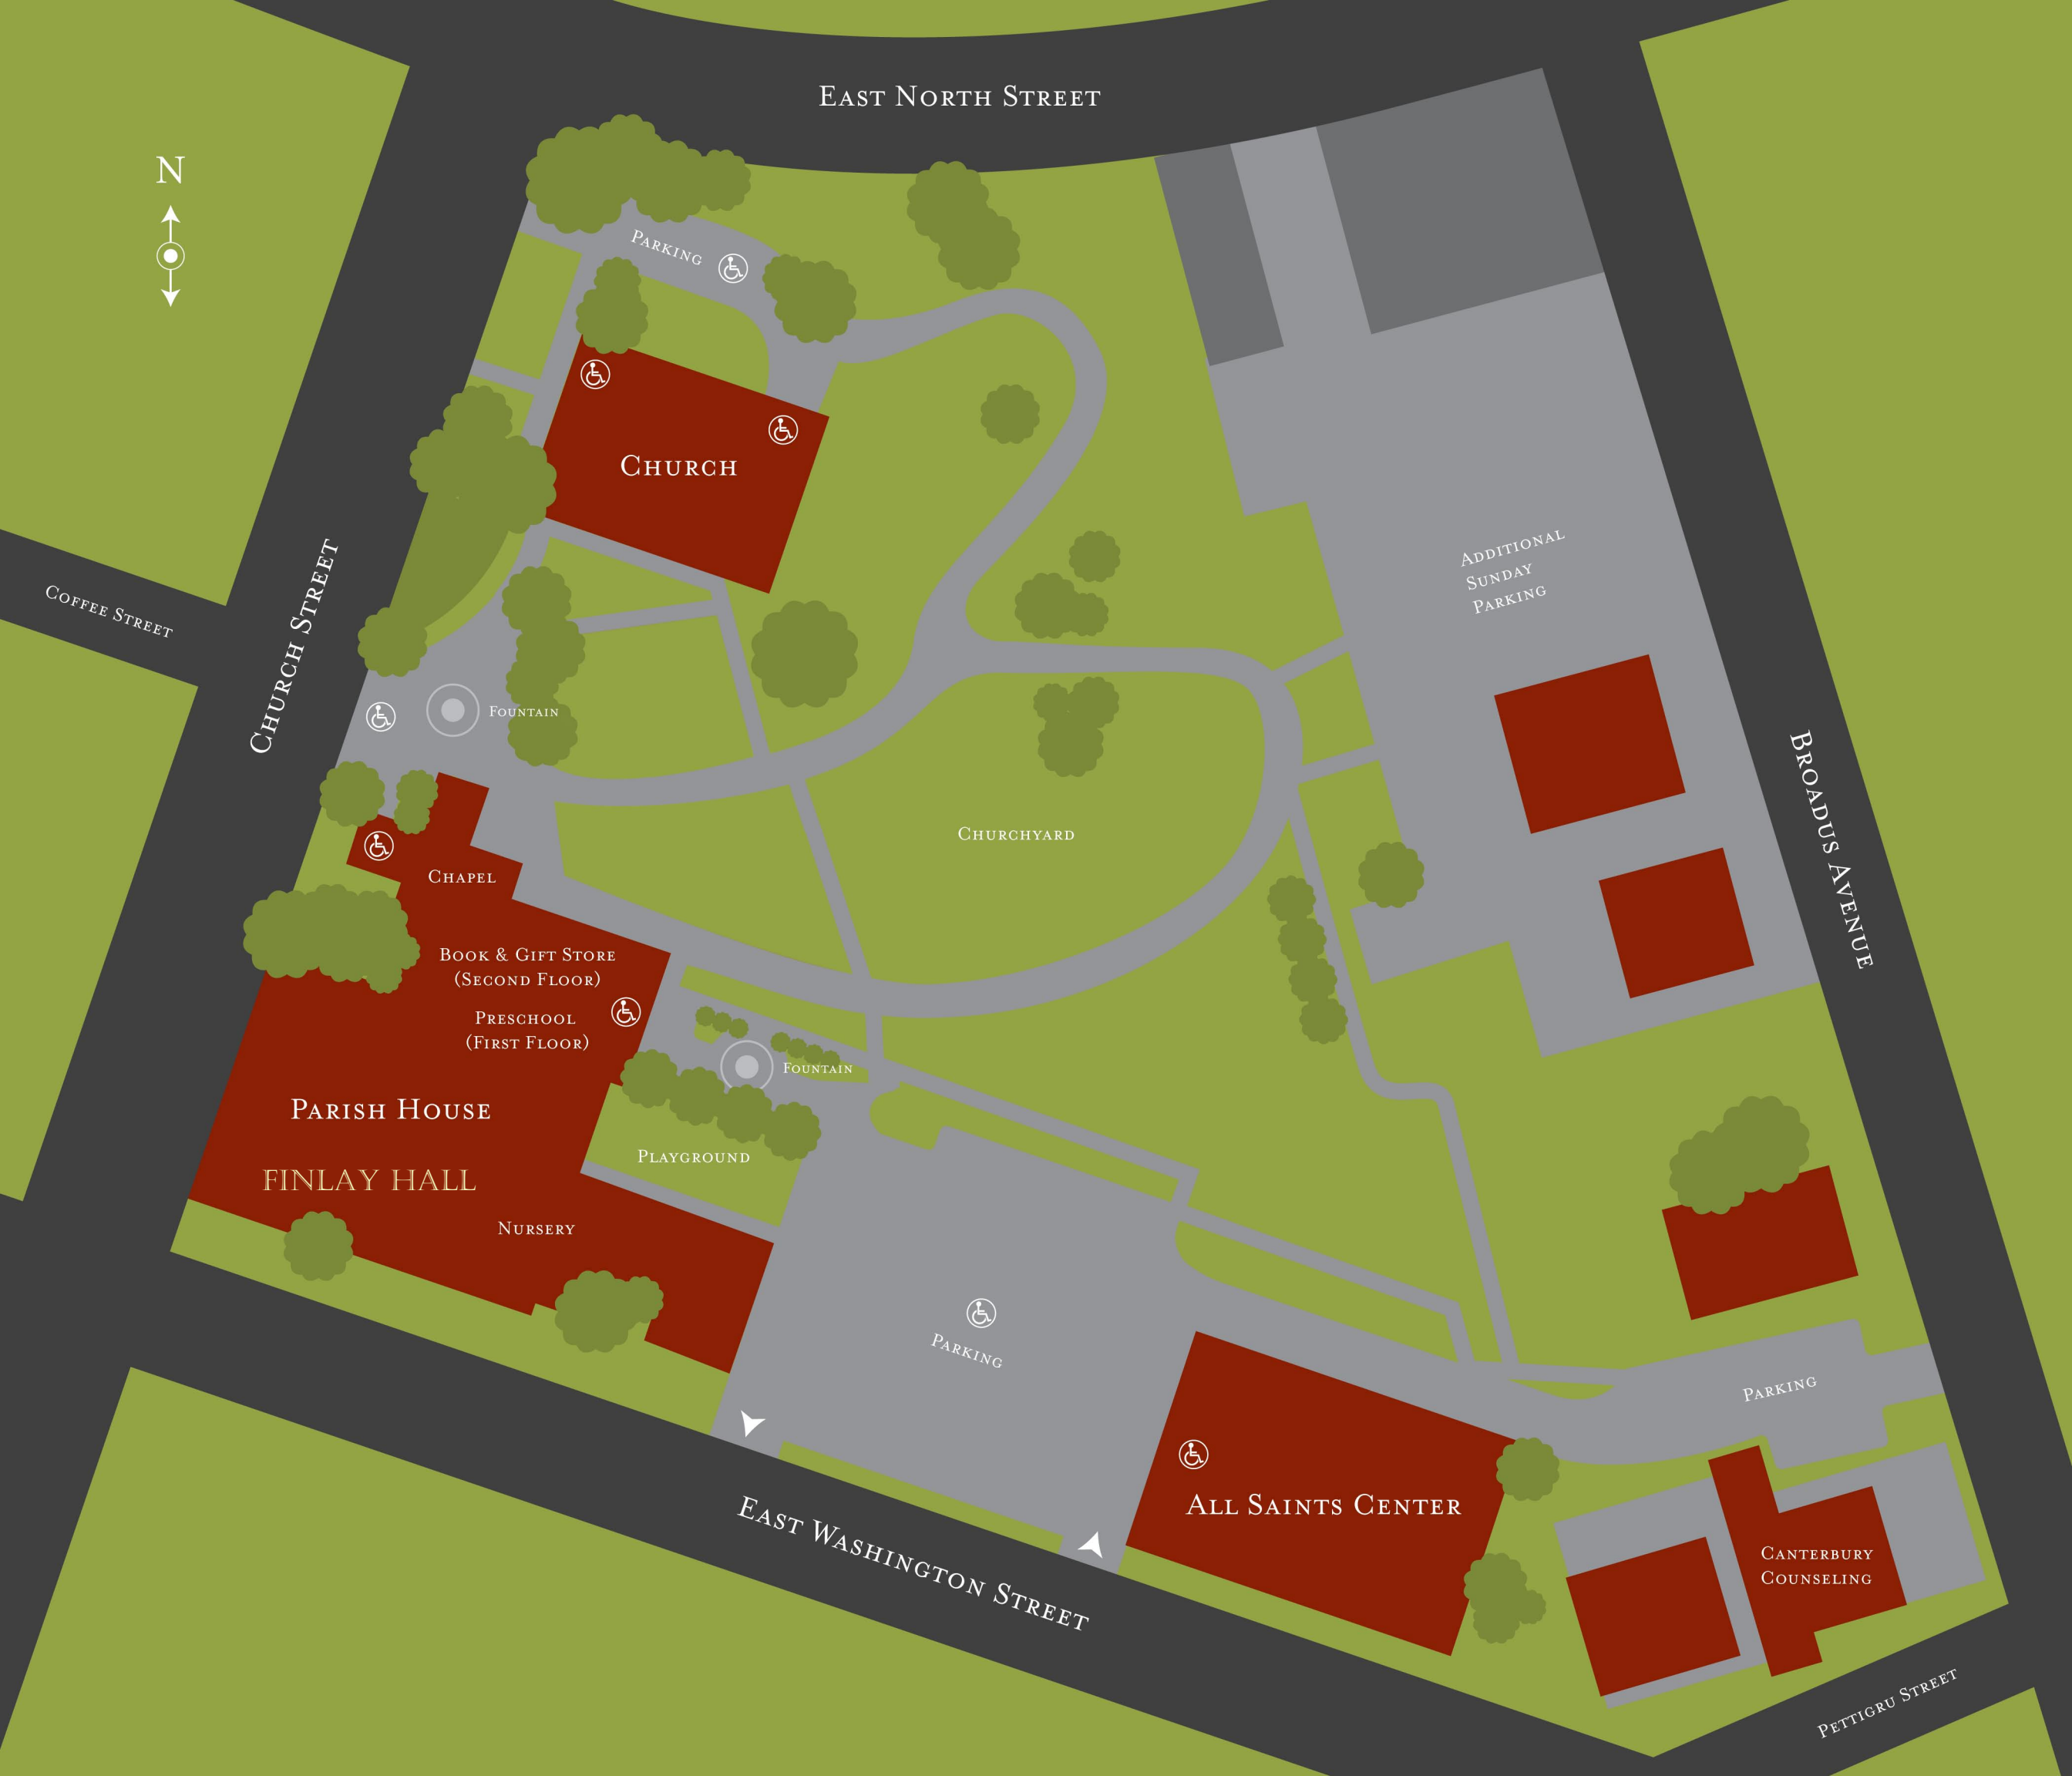 East North Street
N
Parking
Church
Additional
Sunday
Parking
Coffee Street
Church Street
Fountain
Broadus Avenue
Churchyard
Chapel
Book & Gift Store
(Second Floor)
Preschool
(First Floor)
Fountain
Parish House
Playground
FINLAY HALL
Nursery
Parking
Parking
All Saints Center
East Washington Street
Canterbury
Counseling
Pettigru Street